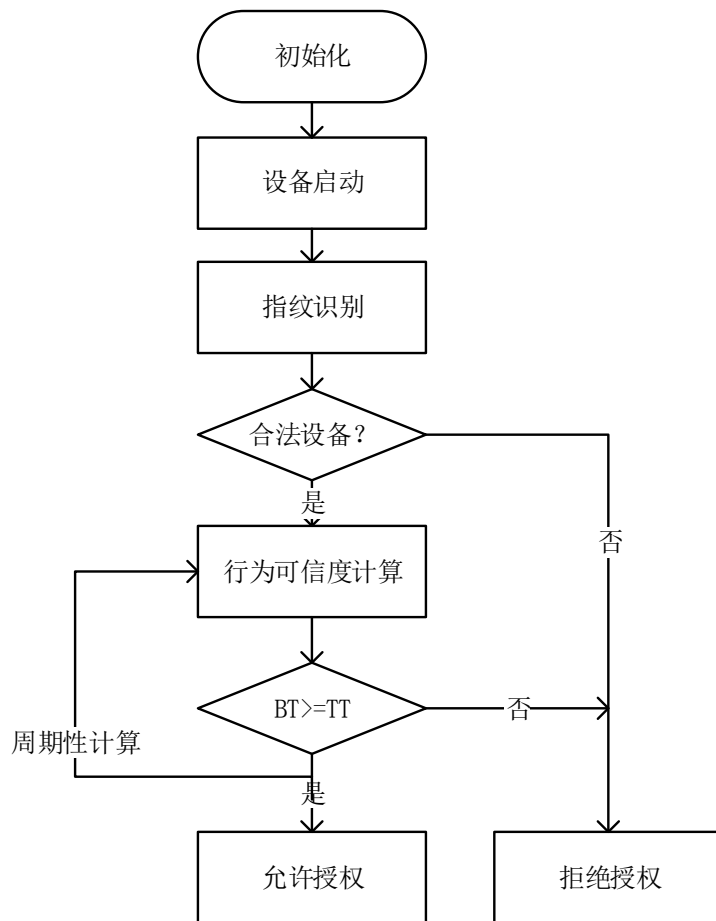 初始化
设备启动
指纹识别
合法设备?
是
否
行为可信度计算
BT>=TT
否
周期性计算
是
允许授权
拒绝授权